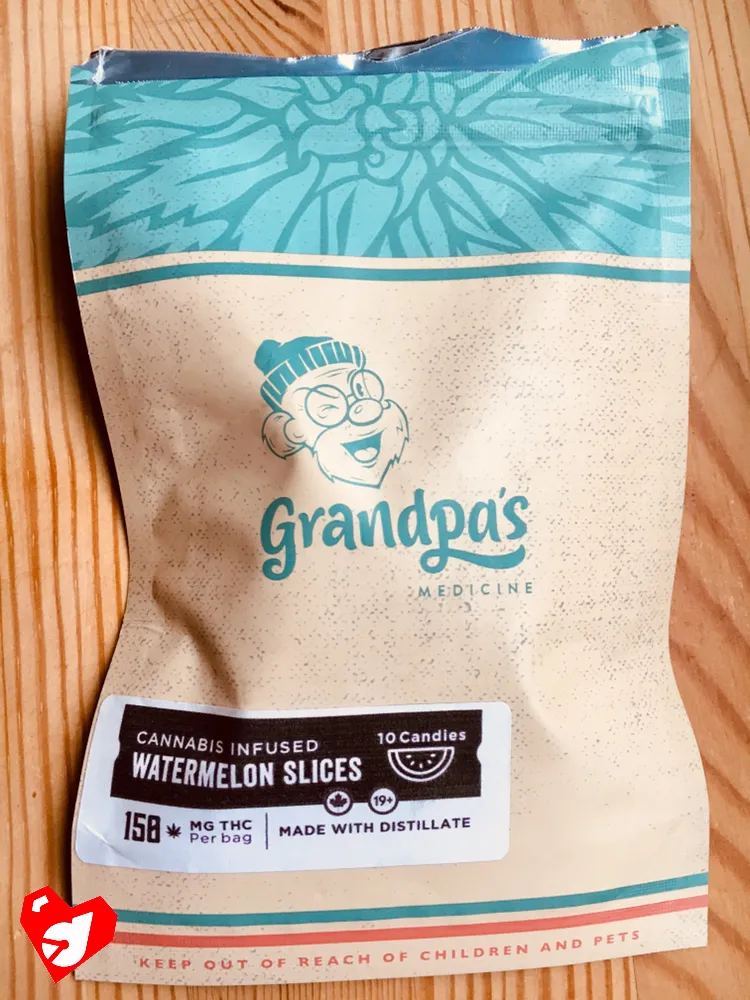 Grandpa's
MEDICINE
CANNABIS INFUSED
WATERMELON SLICES
10 Candies
19+
150 MG THC
Per bag
MADE WITH DISTILLATE
KEEP OUT OF REACH OF CHILDREN AND PETS